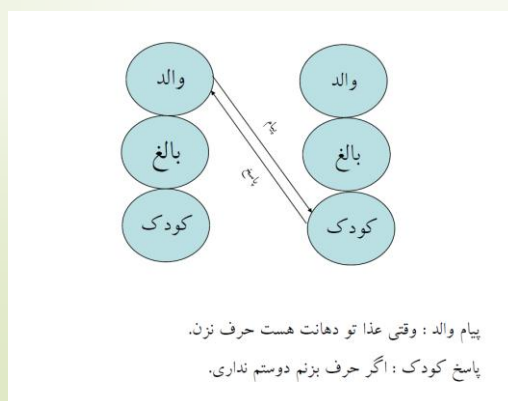 والد
والد
بالغ
بالغ
کودک
کودک
پیام
پاسخ
پیام والد : وقتی عذا تو دهانت هست حرف نزن.
پاسخ کودک : اگر حرف بزنم دوستم نداری.